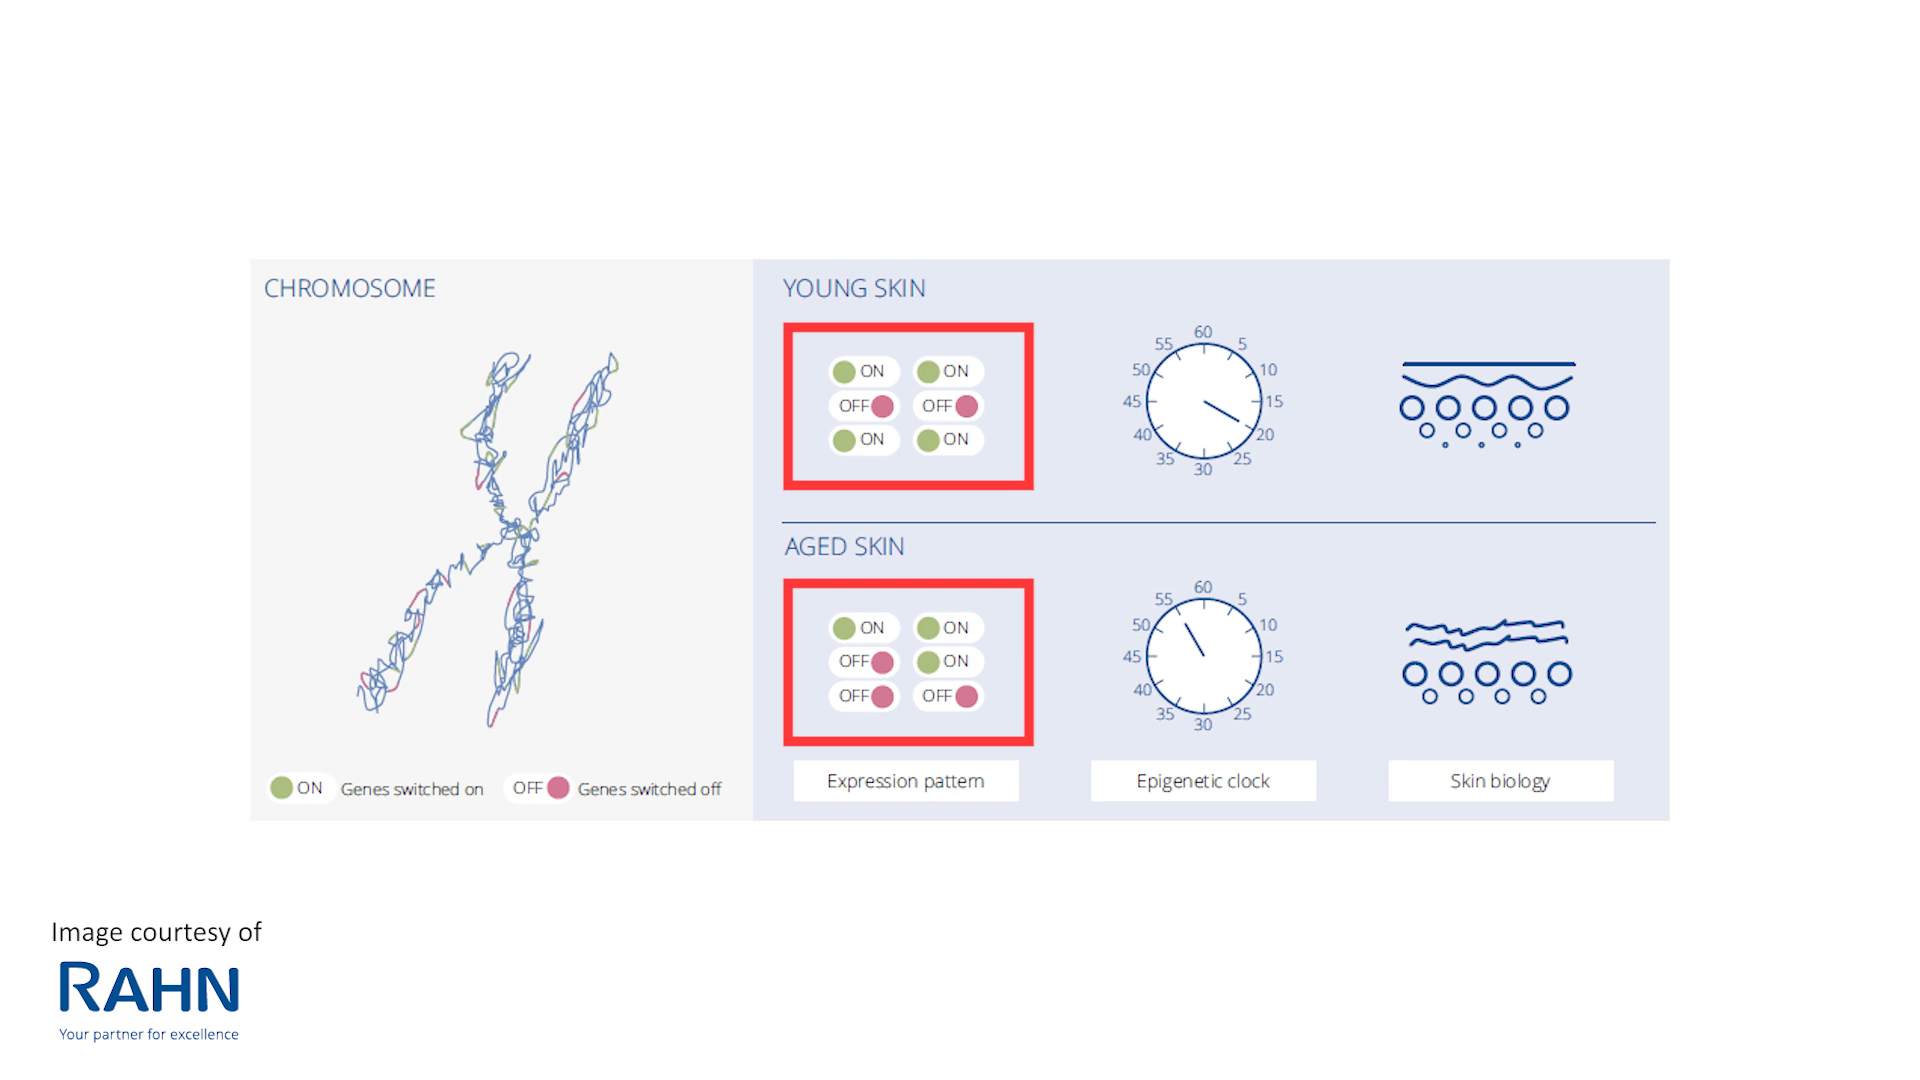 CHROMOSOME
ON Genes switched on OFF Genes switched off
YOUNG SKIN
ON ON
OFF OFF
ON ON
60
55 5
50 10
45 15
40 20
35 25
30
AGED SKIN
ON ON
OFF ON
OFF OFF
60
55 5
50 10
45 15
40 20
35 25
30
Expression pattern Epigenetic clock Skin biology
Image courtesy of
RAHN
Your partner for excellence